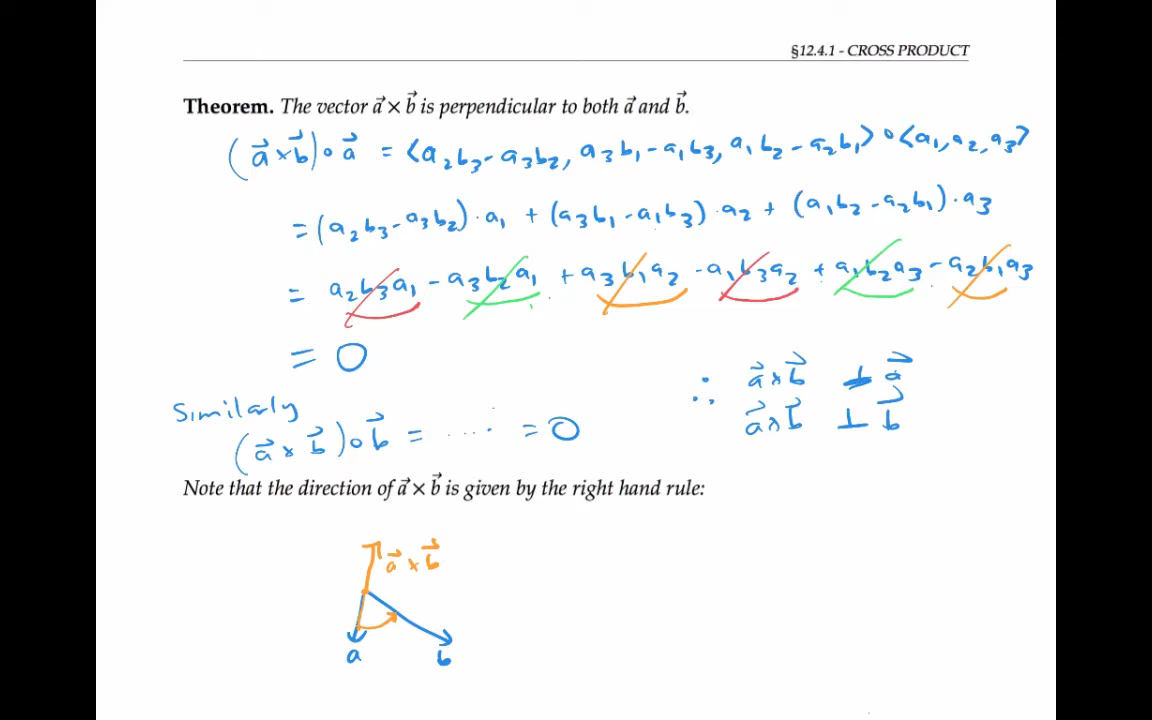 §12.4.1 - CROSS PRODUCT
Theorem. The vector a⃗ × b⃗ is perpendicular to both a⃗ and b⃗.
(a⃗ × b⃗) ∘ a⃗ = ⟨a₂b₃ - a₃b₂, a₃b₁ - a₁b₃, a₁b₂ - a₂b₁⟩ ∘ ⟨a₁, a₂, a₃⟩
= (a₂b₃ - a₃b₂) · a₁ + (a₃b₁ - a₁b₃) · a₂ + (a₁b₂ - a₂b₁) · a₃
= a₂b₃a₁ - a₃b₂a₁ + a₃b₁a₂ - a₁b₃a₂ + a₁b₂a₃ - a₂b₁a₃
= 0
∴ a⃗ × b⃗ ⊥ a⃗
a⃗ × b⃗ ⊥ b⃗
Similarly
(a⃗ × b⃗) ∘ b⃗ = ..... = 0
Note that the direction of a⃗ × b⃗ is given by the right hand rule:
a⃗ × b⃗
a b